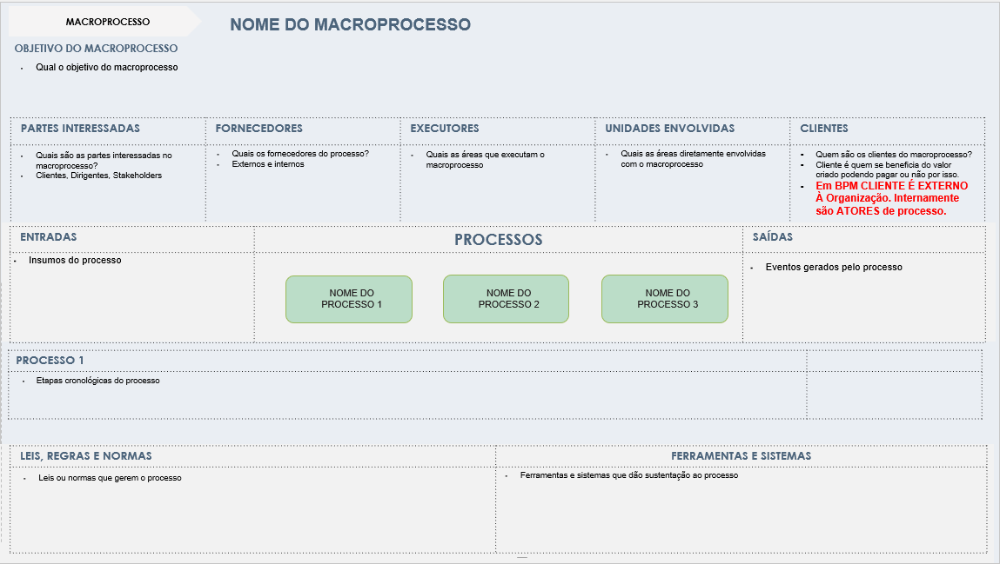 MACROPROCESSO
NOME DO MACROPROCESSO
OBJETIVO DO MACROPROCESSO
- Qual o objetivo do macroprocesso
PARTES INTERESSADAS
- Quais são as partes interessadas no
macroprocesso?
- Clientes, Dirigentes, Stakeholders
FORNECEDORES
- Quais os fornecedores do processo?
- Externos e internos
EXECUTORES
- Quais as áreas que executam o
macroprocesso
UNIDADES ENVOLVIDAS
- Quais as áreas diretamente envolvidas
com o macroprocesso
CLIENTES
- Quem são os clientes do macroprocesso?
- Cliente é quem se beneficia do valor
criado podendo pagar ou não por isso.
- Em BPM CLIENTE É EXTERNO
À Organização. Internamente
são ATORES de processo.
ENTRADAS
- Insumos do processo
PROCESSOS
NOME DO
PROCESSO 1
NOME DO
PROCESSO 2
NOME DO
PROCESSO 3
SAÍDAS
- Eventos gerados pelo processo
PROCESSO 1
- Etapas cronológicas do processo
LEIS, REGRAS E NORMAS
- Leis ou normas que gerem o processo
FERRAMENTAS E SISTEMAS
- Ferramentas e sistemas que dão sustentação ao processo